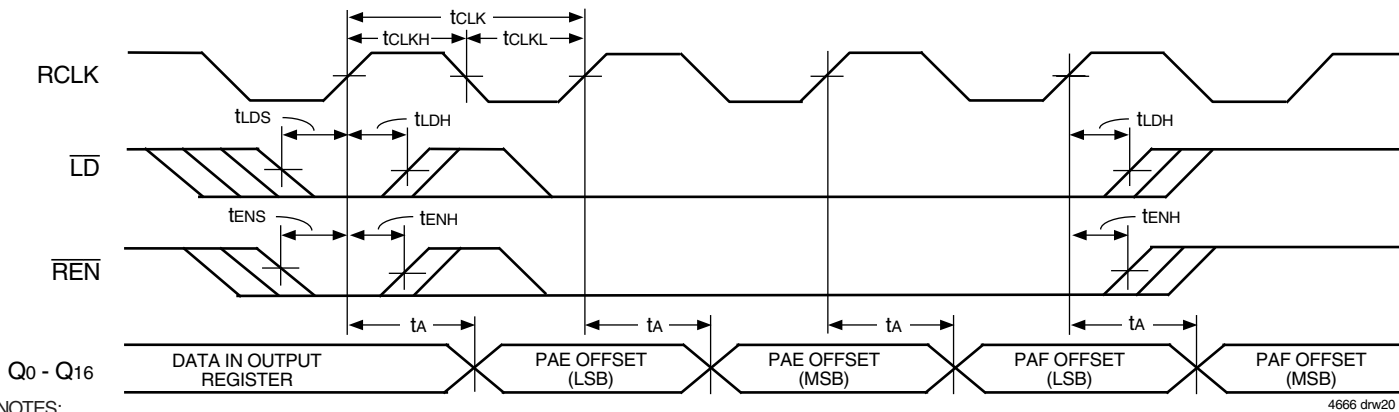 tCLK
tCLKH tCLKL
RCLK
tLDS tLDH tLDH
LD
tENS tENH tENH
REN
tA tA tA tA
Q0 - Q16 DATA IN OUTPUT REGISTER PAE OFFSET (LSB) PAE OFFSET (MSB) PAF OFFSET (LSB) PAF OFFSET (MSB)
NOTES:
4666 drw20